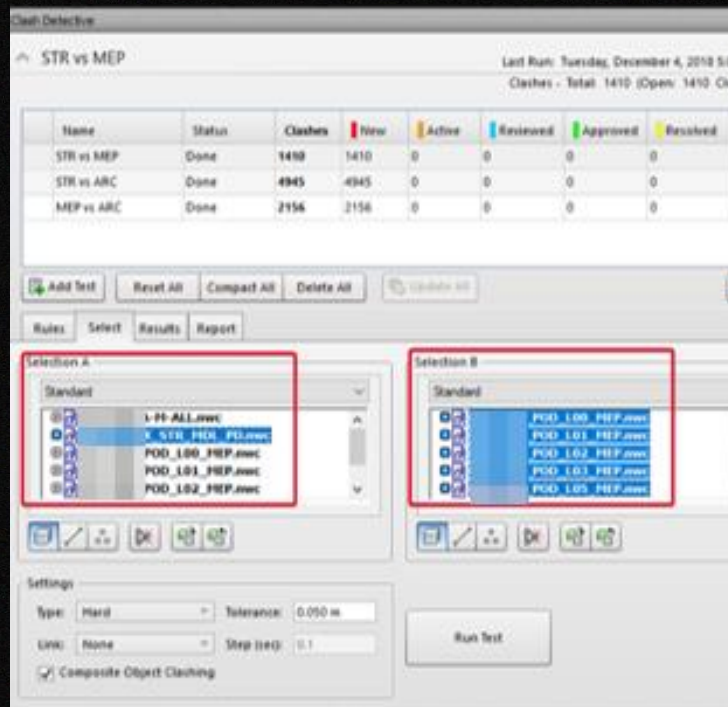 Clash Detective
STR vs MEP
Last Run: Tuesday, December 4, 2018 5:
Clashes - Total: 1410 (Open: 1410
Name Status Clashes New Active Reviewed Approved Resolved
STR vs MEP Done 1410 1410 0 0 0 0
STR vs ARC Done 4945 4945 0 0 0 0
MEP vs ARC Done 2156 2156 0 0 0 0
Add Test Reset All Compact All Delete All Update All
Rules Select Results Report
Selection A
Standard
-M-ALL.nwc
STR_MDL_PD.nwc
POD_L00_MEP.nwc
POD_L01_MEP.nwc
POD_L02_MEP.nwc
Selection B
Standard
POD_L00_MEP.nwc
POD_L01_MEP.nwc
POD_L02_MEP.nwc
POD_L03_MEP.nwc
POD_L05_MEP.nwc
Settings
Type: Hard Tolerance: 0.050 m
Link: None Step (sec): 0.1
Composite Object Clashing
Run Test